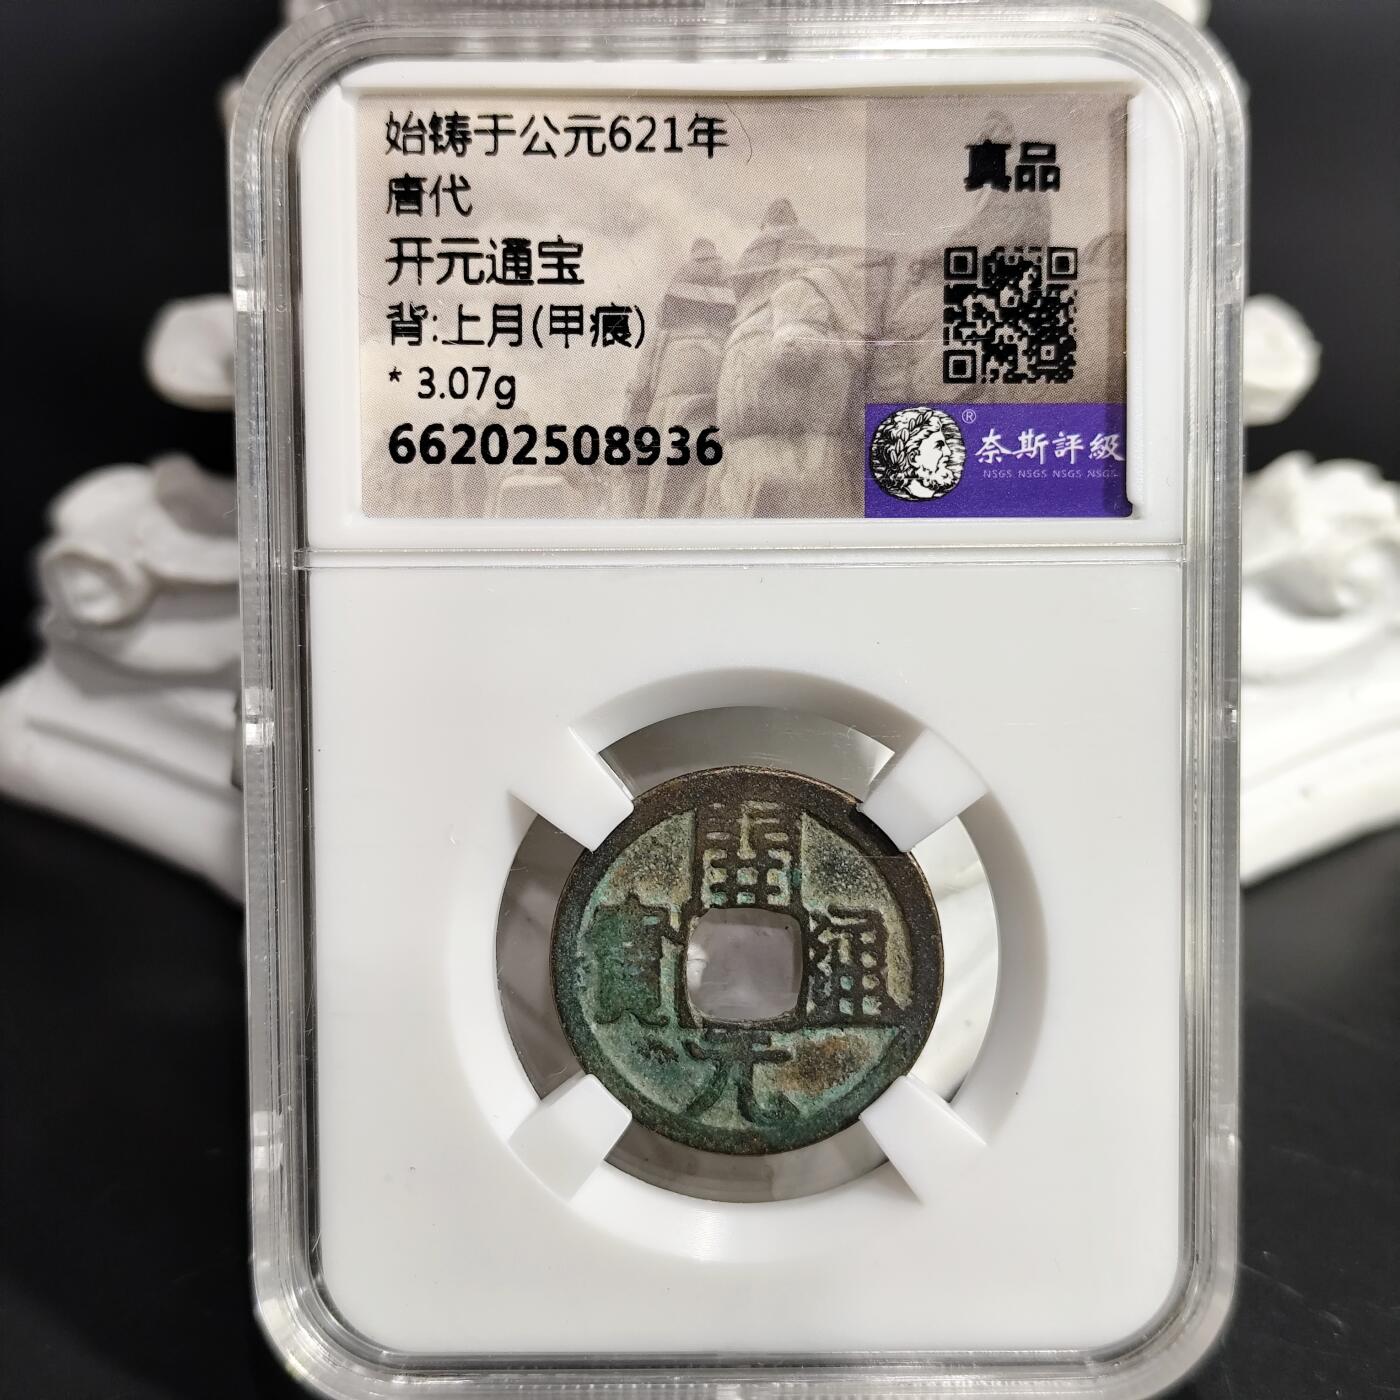 始铸于公元621年
唐代
开元通宝
背:上月(甲痕)
* 3.07g
66202508936
真品
®
奈斯評級
NSGS NSGS NSGS NSGS
開
通
元
寶